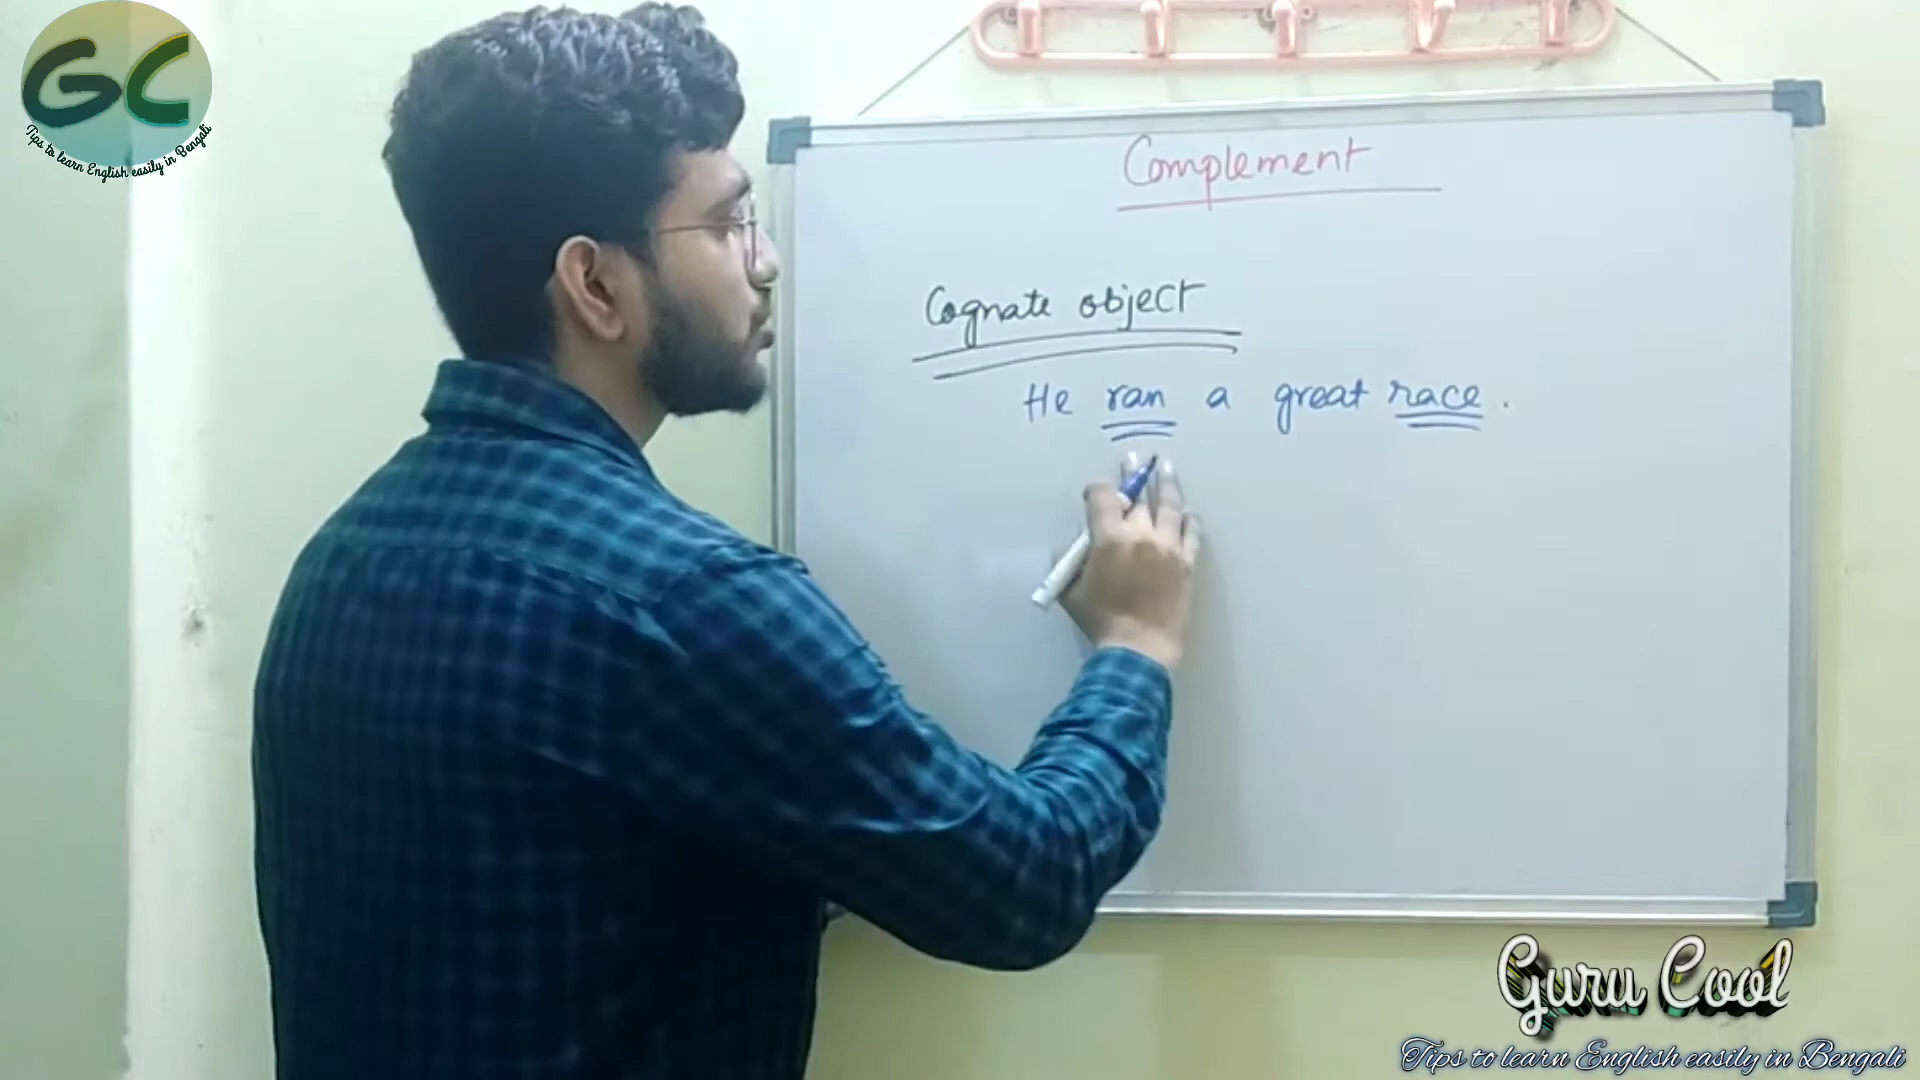 GC
Tips to learn English easily in Bengali
Complement
Cognate object
He ran a great race.
Guru Cool
Tips to learn English easily in Bengali